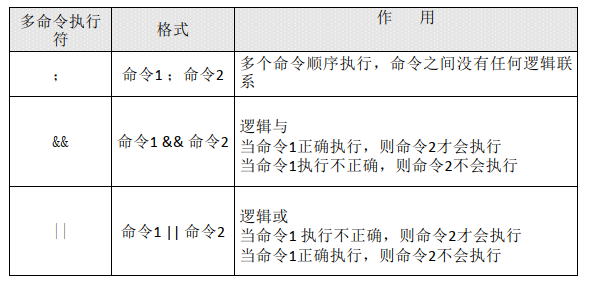 多命令执行
符
格式
作 用
；
命令1 ；命令2
多个命令顺序执行，命令之间没有任何逻辑联
系
&&
命令1 && 命令2
逻辑与
当命令1正确执行，则命令2才会执行
当命令1执行不正确，则命令2不会执行
||
命令1 || 命令2
逻辑或
当命令1 执行不正确，则命令2才会执行
当命令1正确执行，则命令2不会执行